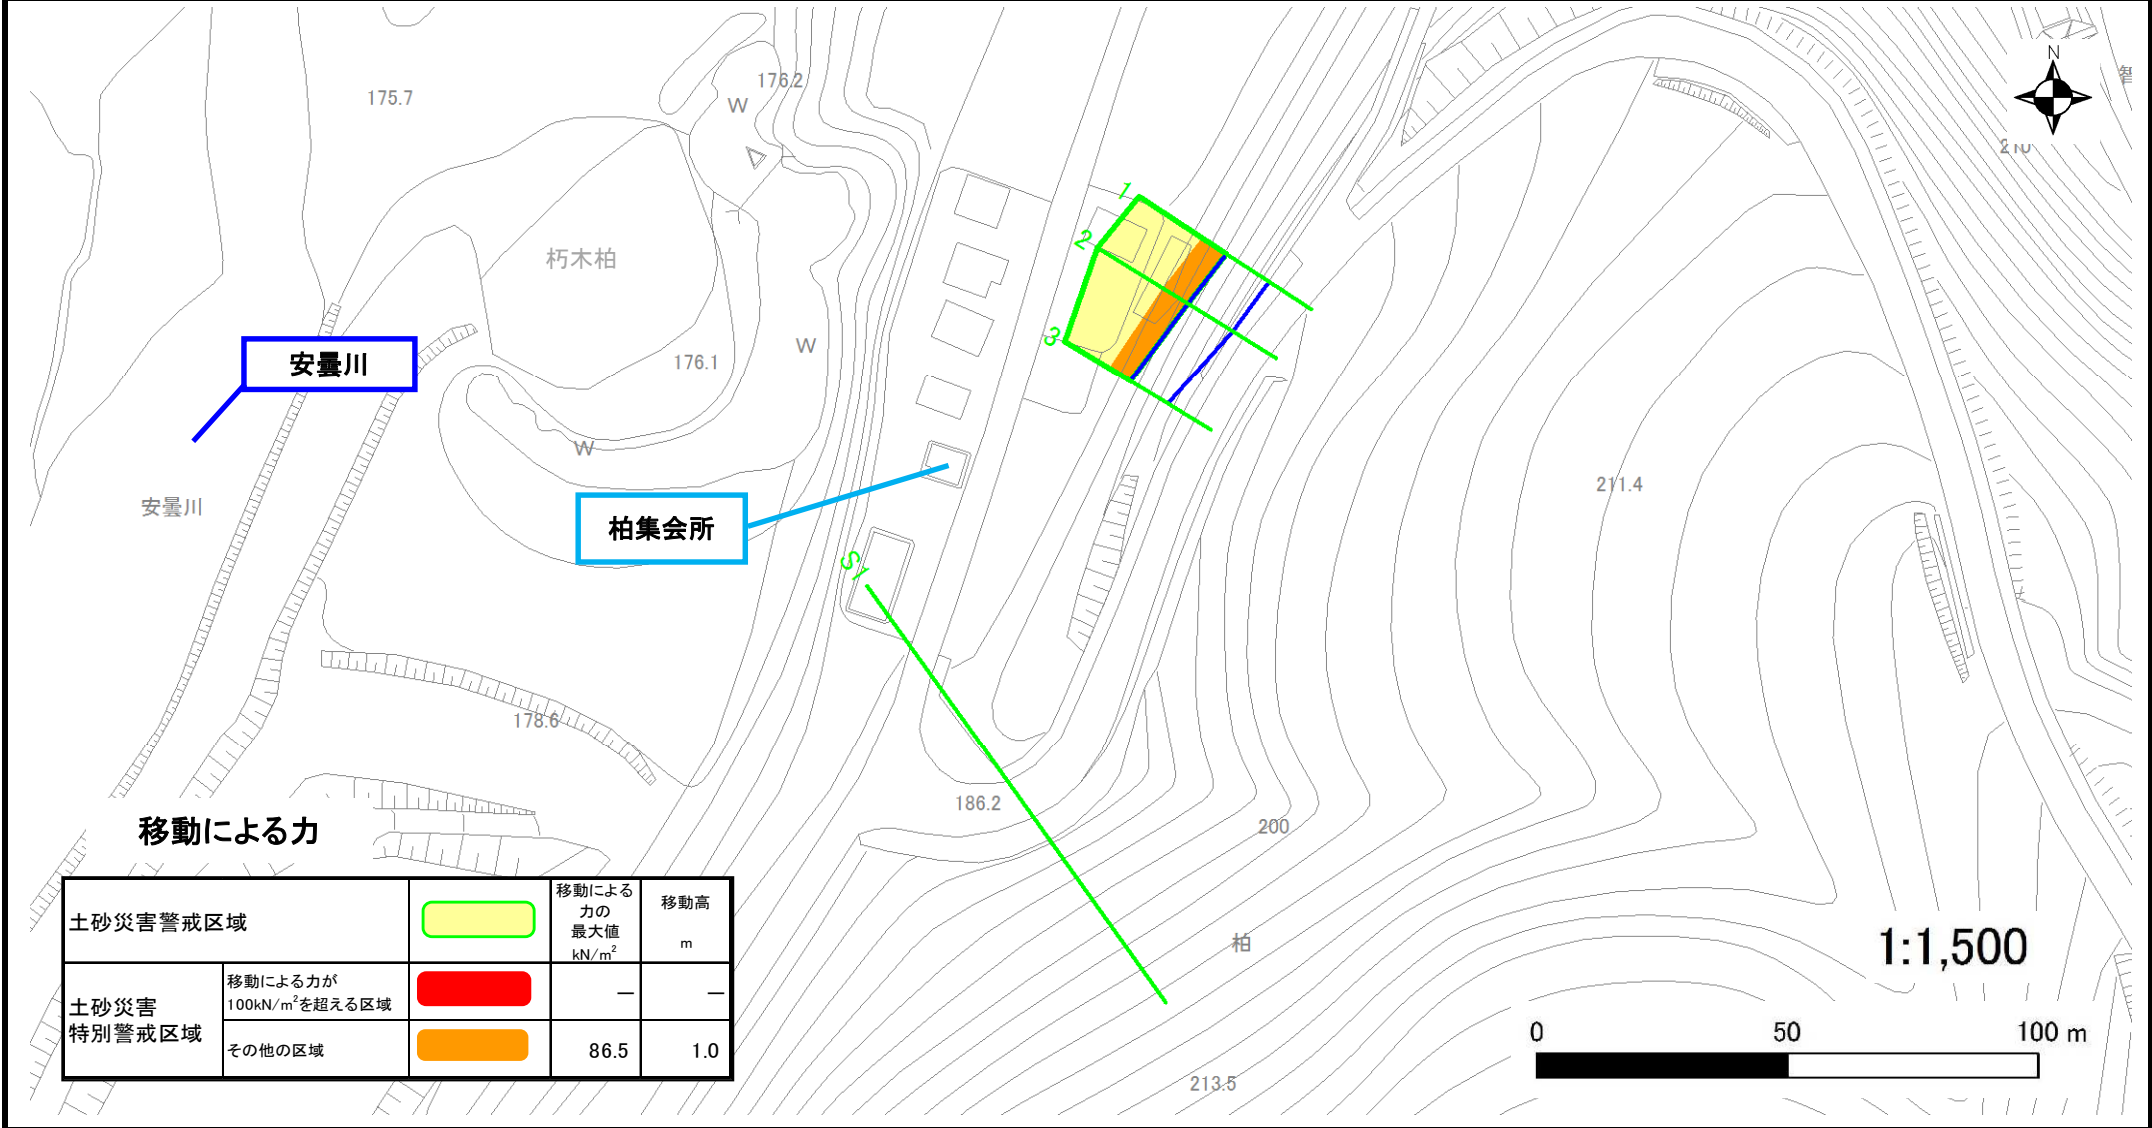 176.2
175.7
W
N
210
1
2
3
朽木柏
W
176.1
安曇川
W
211.4
安曇川
柏集会所
S1
178.6
186.2
200
柏
213.5
移動による力
土砂災害警戒区域
移動による
力の
最大値
kN/m²
移動高
m
土砂災害
特別警戒区域
移動による力が
100kN/m²を超える区域
—
—
その他の区域
86.5
1.0
1:1,500
0 50 100 m